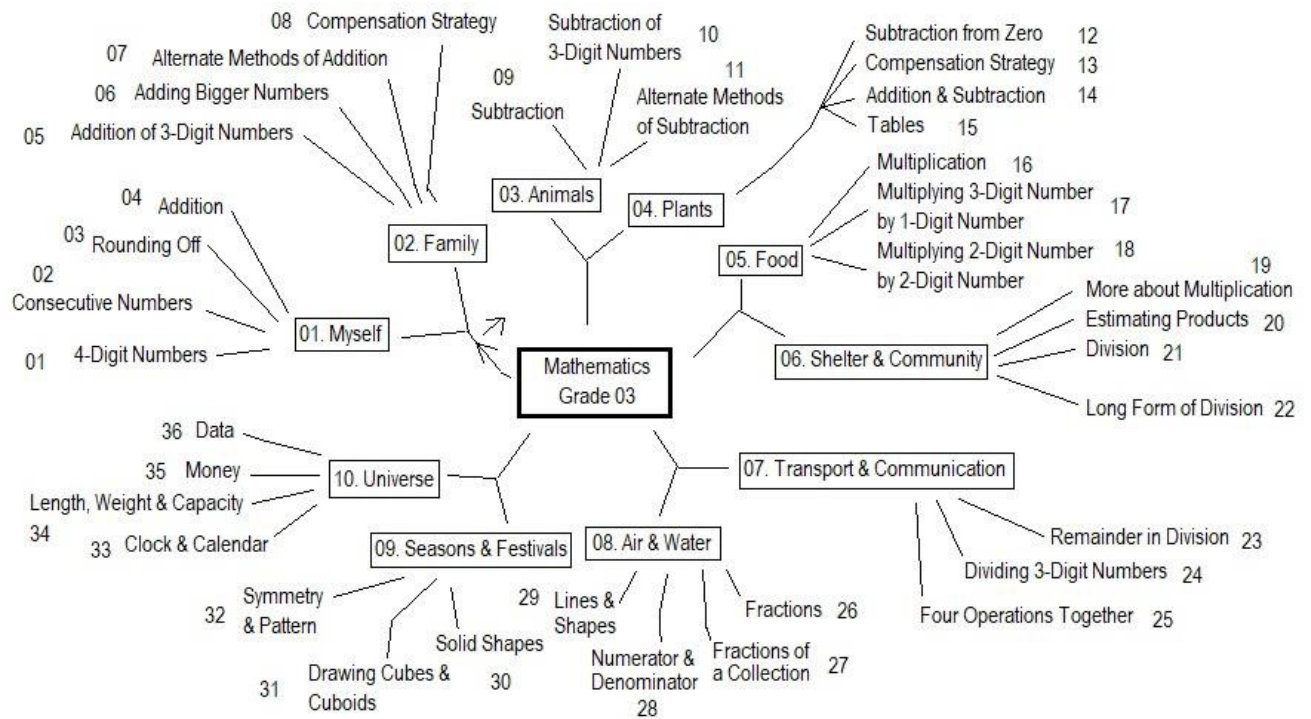 08 Compensation Strategy
07
Alternate Methods of Addition
06 Adding Bigger Numbers
05 Addition of 3-Digit Numbers
04 Addition
03 Rounding Off
02
Consecutive Numbers
01 4-Digit Numbers
01. Myself
02. Family
Subtraction of
3-Digit Numbers
10
09
Subtraction
11
Alternate Methods
of Subtraction
03. Animals
04. Plants
Subtraction from Zero 12
Compensation Strategy 13
Addition & Subtraction 14
Tables 15
Multiplication 16
Multiplying 3-Digit Number
by 1-Digit Number
17
Multiplying 2-Digit Number
by 2-Digit Number
18
05. Food
19
More about Multiplication
Estimating Products 20
Division 21
Long Form of Division 22
06. Shelter & Community
Mathematics
Grade 03
07. Transport & Communication
Remainder in Division 23
Dividing 3-Digit Numbers 24
Four Operations Together 25
08. Air & Water
Fractions 26
Fractions of
a Collection
27
Numerator &
Denominator
28
29 Lines &
Shapes
09. Seasons & Festivals
Solid Shapes
30
Drawing Cubes &
Cuboids
31
32 Symmetry
& Pattern
10. Universe
36 Data
35 Money
Length, Weight & Capacity
34
33 Clock & Calendar